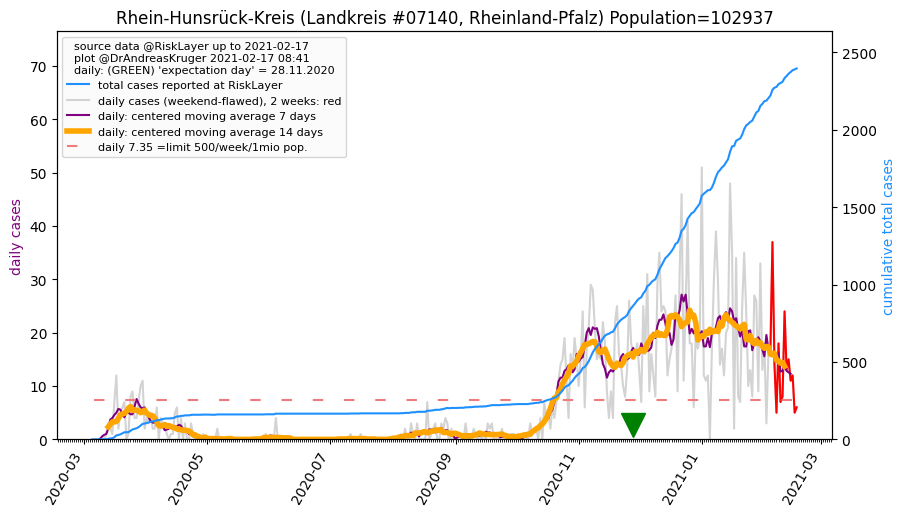 Rhein-Hunsrück-Kreis (Landkreis #07140, Rheinland-Pfalz) Population=102937
source data @RiskLayer up to 2021-02-17
plot @DrAndreasKruger 2021-02-17 08:41
daily: (GREEN) 'expectation day' = 28.11.2020
total cases reported at RiskLayer
daily cases (weekend-flawed), 2 weeks: red
daily: centered moving average 7 days
daily: centered moving average 14 days
daily 7.35 =limit 500/week/1mio pop.
daily cases
70
60
50
40
30
20
10
0
cumulative total cases
2500
2000
1500
1000
500
0
2020-03
2020-05
2020-07
2020-09
2020-11
2021-01
2021-03